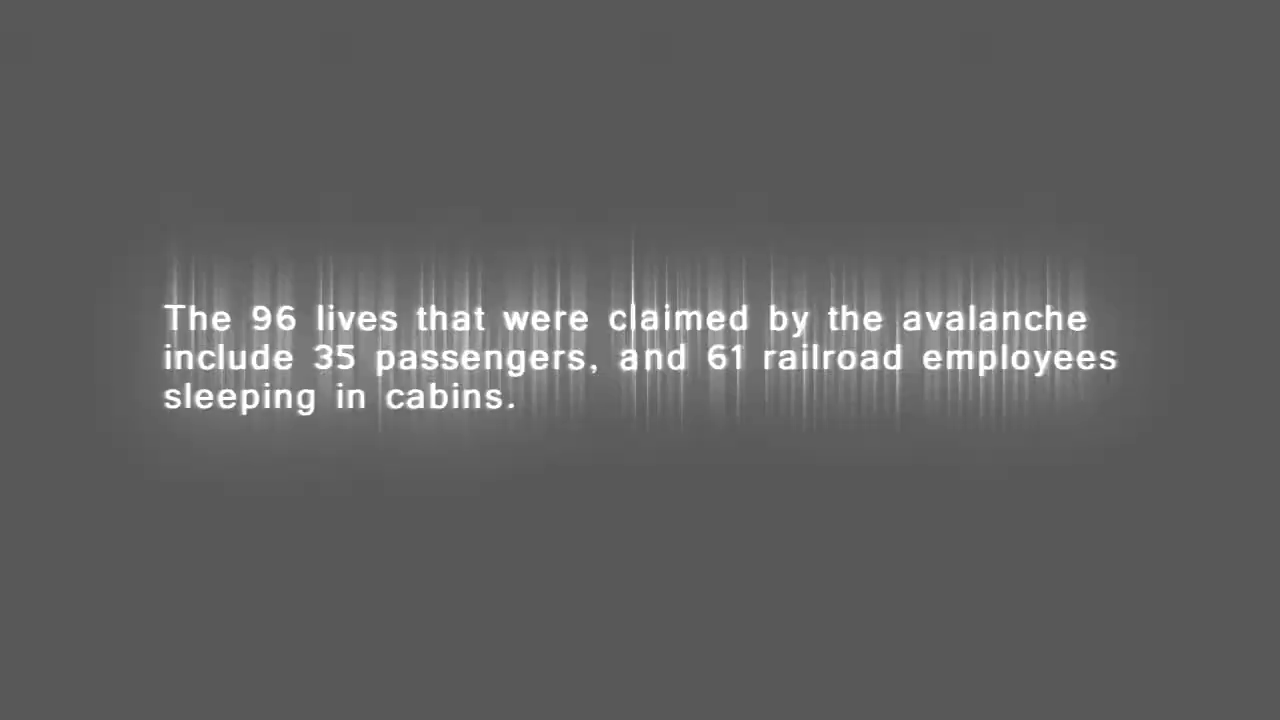 The 96 lives that were claimed by the avalanche
include 35 passengers, and 61 railroad employees
sleeping in cabins.